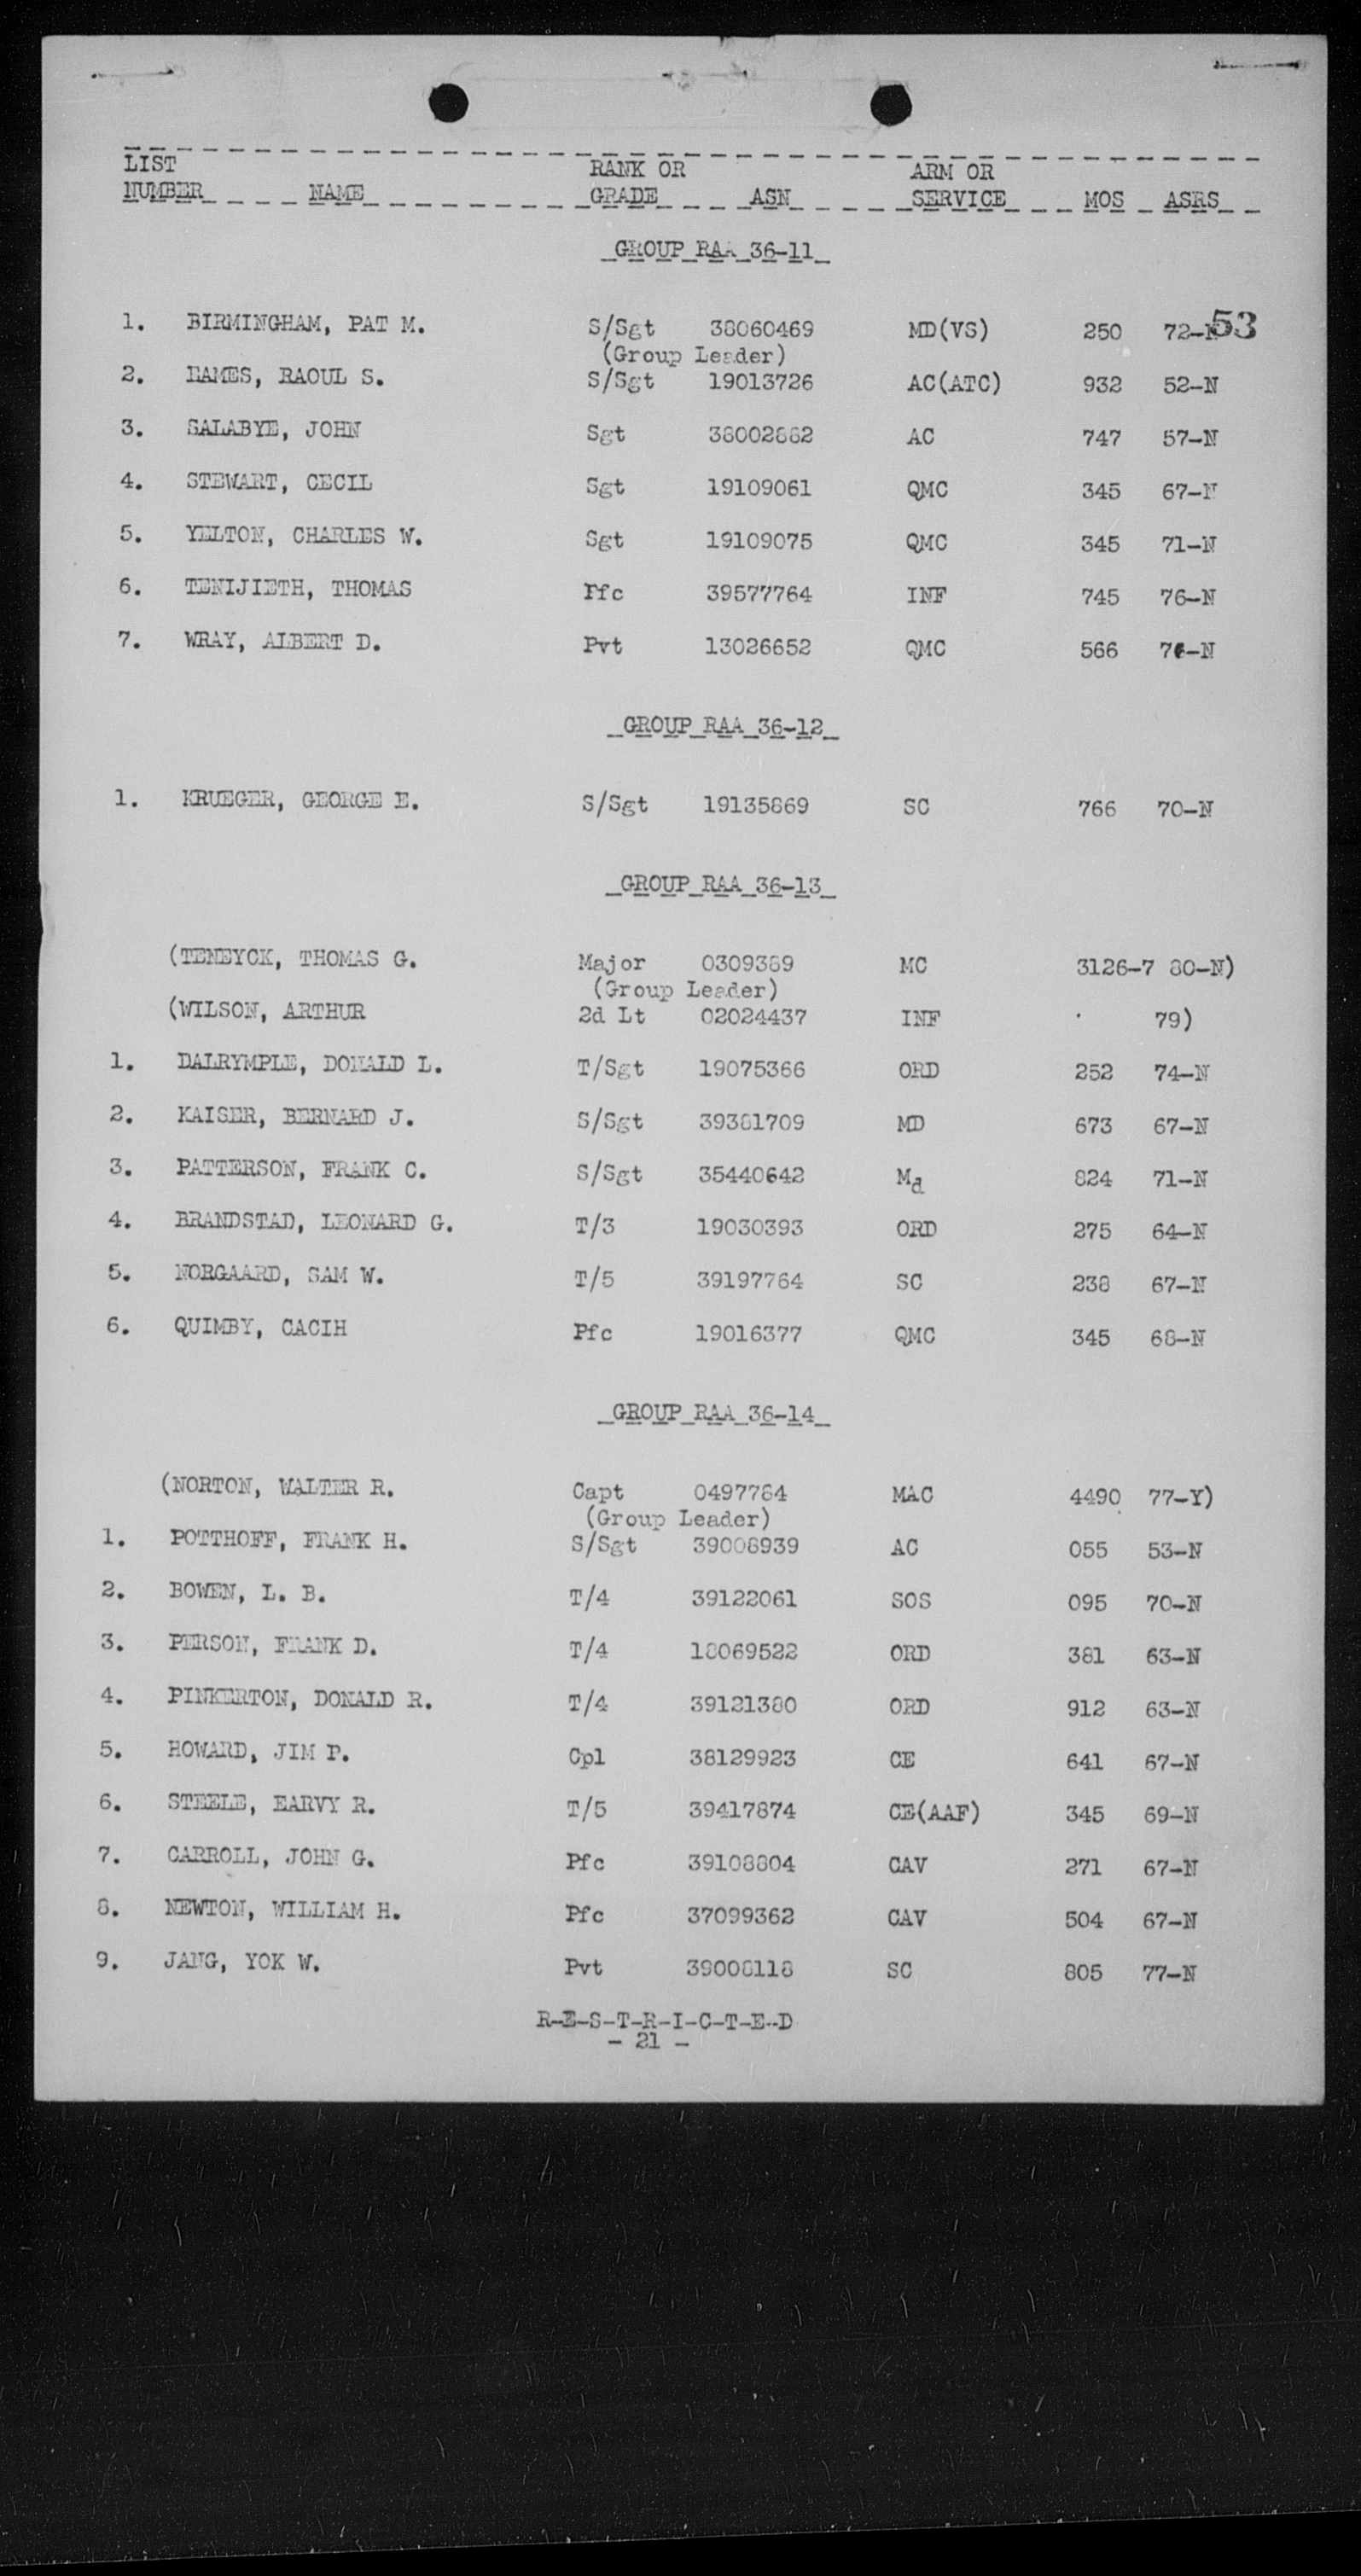 LIST NUMBER NAME RANK OR GRADE ASN ARM OR SERVICE MOS ASRS
GROUP RAA 36-11
1. BIRMINGHAM, PAT M. S/Sgt 38060469 MD(VS) 250 72-N 53
(Group Leader)
2. EAMES, RAOUL S. S/Sgt 19013726 AC(ATC) 932 52-N
3. SALABYE, JOHN Sgt 38002882 AC 747 57-N
4. STEWART, CECIL Sgt 19109061 QMC 345 67-N
5. YELTON, CHARLES W. Sgt 19109075 QMC 345 71-N
6. TENIJIETH, THOMAS Pfc 39577764 INF 745 76-N
7. WRAY, ALBERT D. Pvt 13026652 QMC 566
GROUP RAA 36-12
1. KRUEGER, GEORGE E. S/Sgt 19135869 SC 766 70-N
GROUP RAA 36-13
(TENEYCK, THOMAS G. Major 0309389 MC 3126-7 80-N)
(Group Leader)
(WILSON, ARTHUR 2d Lt 02024437 INF 79)
1. DALRYMPLE, DONALD L. T/Sgt 19075366 ORD 252 74-N
2. KAISER, BERNARD J. S/Sgt 39381709 MD 673 67-N
3. PATTERSON, FRANK C. S/Sgt 35440642 Md 824 71-N
4. BRANDSTAD, LEONARD G. T/3 19030393 ORD 275 64-N
5. NORGAARD, SAM W. T/5 39197764 SC 238 67-N
6. QUIMBY, CACIH Pfc 19016377 QMC 345 68-N
GROUP RAA 36-14
(NORTON, WALTER R. Capt 0497784 MAC 4490 77-Y)
(Group Leader)
1. POTTHOFF, FRANK H. S/Sgt 39008939 AC 055 53-N
2. BOWEN, L. B. T/4 39122061 SOS 095 70-N
3. PERSON, FRANK D. T/4 18069522 ORD 381 63-N
4. PINKERTON, DONALD R. T/4 39121380 ORD 912 63-N
5. HOWARD, JIM P. Cpl 38129923 CE 641 67-N
6. STEELE, EARVY R. T/5 39417874 CE(AAF) 345 69-N
7. CARROLL, JOHN G. Pfc 39108804 CAV 271 67-N
8. NEWTON, WILLIAM H. Pfc 37099362 CAV 504 67-N
9. JANG, YOK W. Pvt 39008118 SC 805 77-N
R-E-S-T-R-I-C-T-E-D
- 21 -